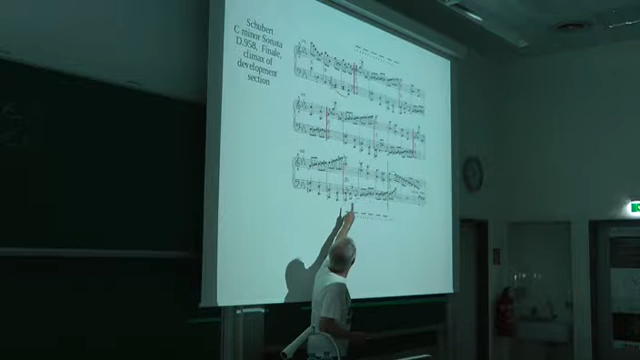 Schubert
C minor Sonata
D.958, Finale,
climax of
development
section